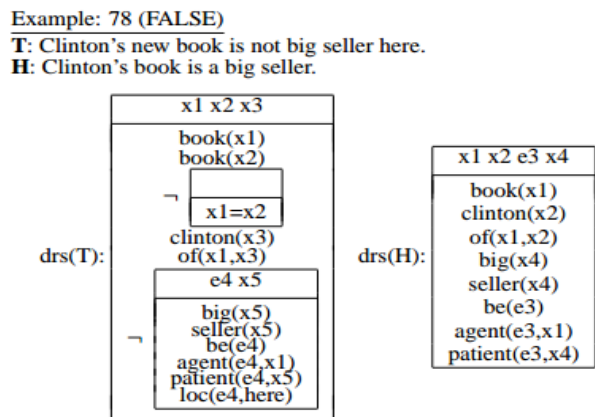 Example: 78 (FALSE)
T: Clinton's new book is not big seller here.
H: Clinton's book is a big seller.
drs(T):
x1 x2 x3
book(x1)
book(x2)
¬
x1=x2
clinton(x3)
of(x1,x3)
¬
e4 x5
big(x5)
seller(x5)
be(e4)
agent(e4,x1)
patient(e4,x5)
loc(e4,here)
drs(H):
x1 x2 e3 x4
book(x1)
clinton(x2)
of(x1,x2)
big(x4)
seller(x4)
be(e3)
agent(e3,x1)
patient(e3,x4)